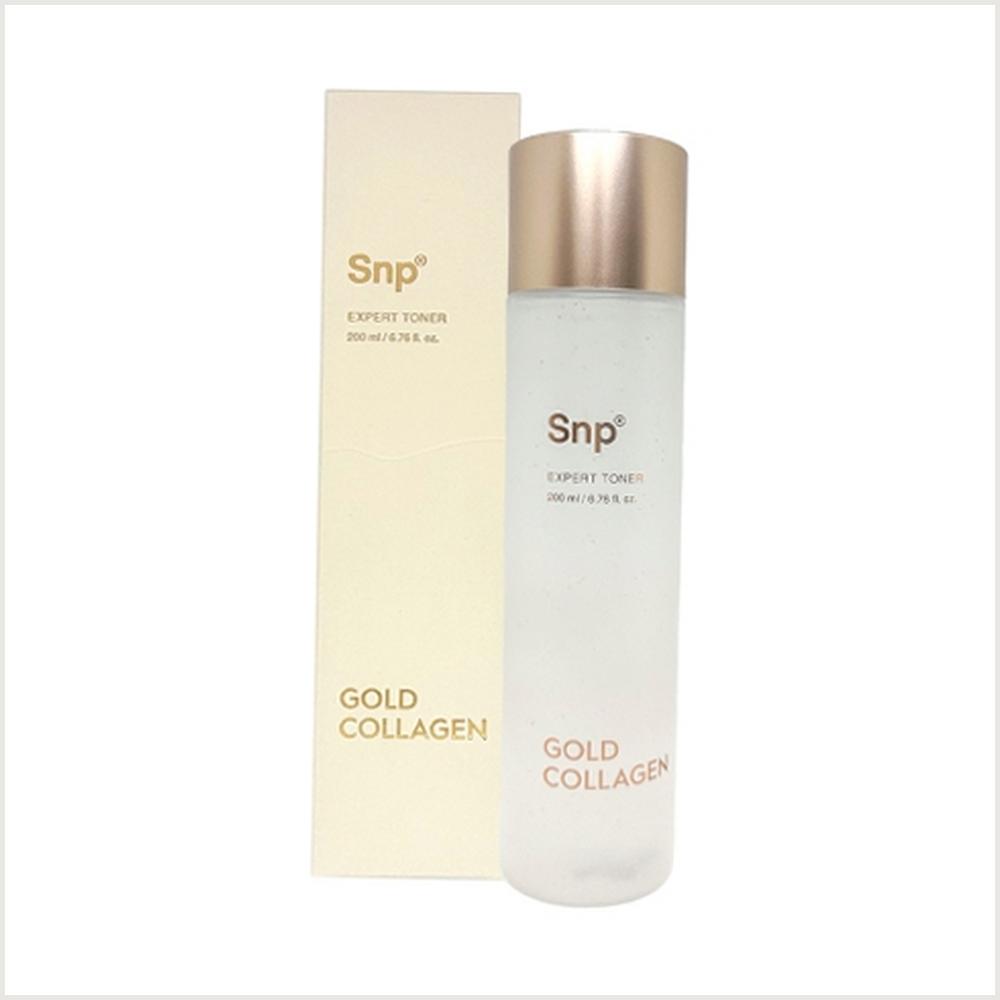 Snp®
EXPERT TONER
200 ml / 6.76 fl. oz.
GOLD
COLLAGEN
Snp®
EXPERT TONER
200 ml / 6.76 fl. oz.
GOLD
COLLAGEN